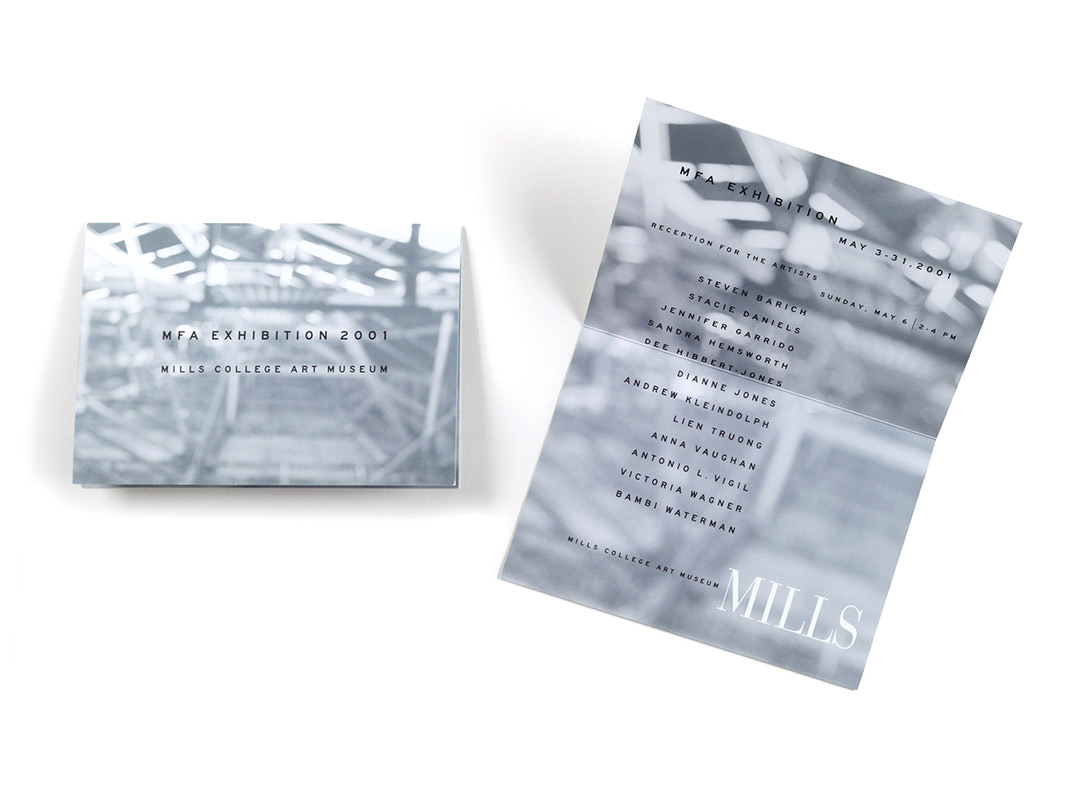 MFA EXHIBITION 2001
MILLS COLLEGE ART MUSEUM
MFA EXHIBITION
MAY 3-31,2001
RECEPTION FOR THE ARTISTS
SUNDAY, MAY 6 | 2-4 PM
STEVEN BARICH
STACIE DANIELS
JENNIFER GARRIDO
SANDRA HEMSWORTH
DEE HIBBERT-JONES
DIANNE JONES
ANDREW KLEINDOLPH
LIEN TRUONG
ANNA VAUGHAN
ANTONIO L. VIGIL
VICTORIA WAGNER
BAMBI WATERMAN
MILLS COLLEGE ART MUSEUM
MILLS